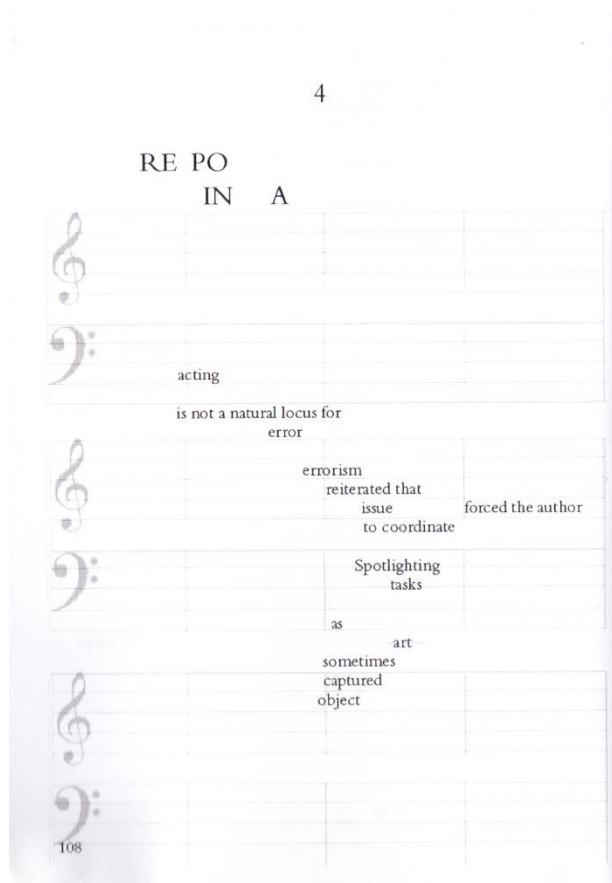 4
RE PO
IN A
acting
is not a natural locus for
error
errorism
reiterated that
issue forced the author
to coordinate
Spotlighting
tasks
as
art
sometimes
captured
object
108